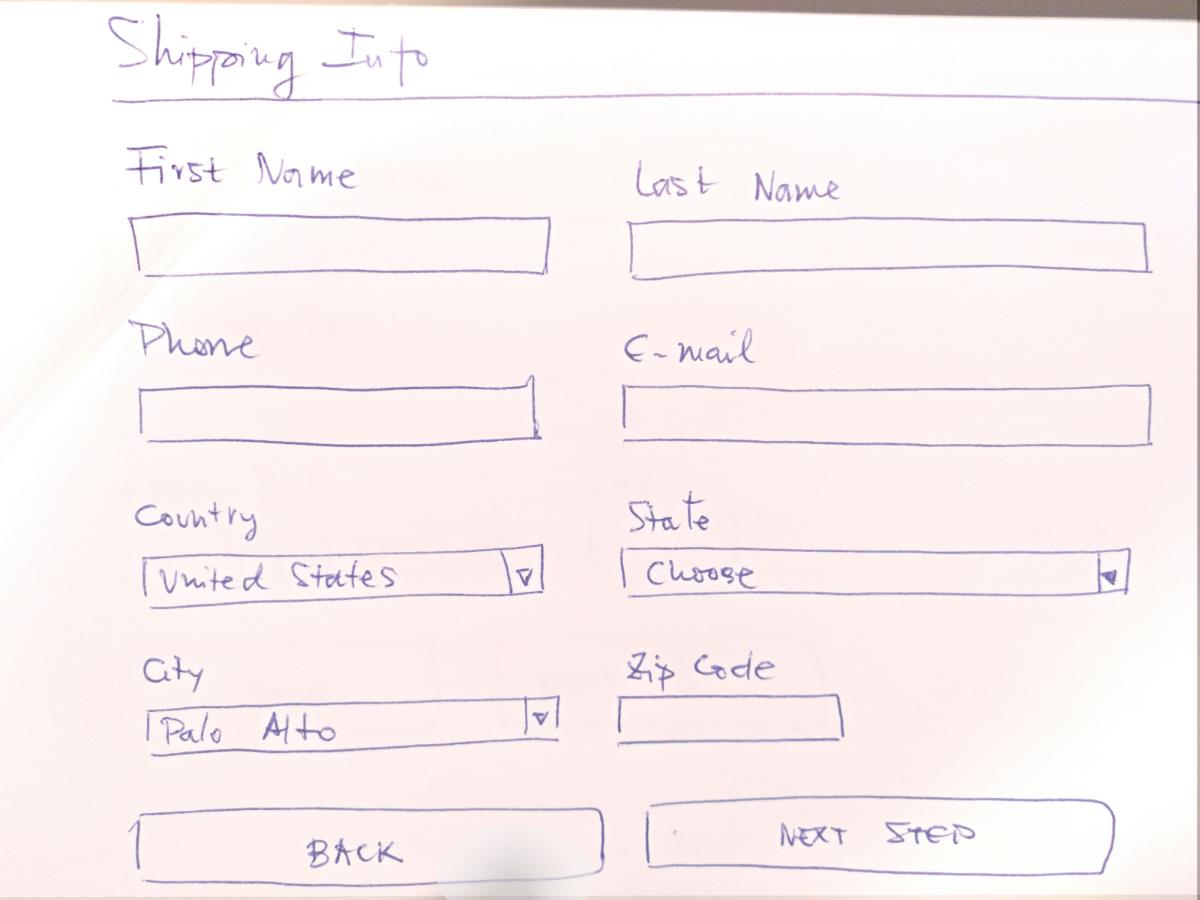 Shipping Info
First Name
Last Name
Phone
E-mail
Country
State
United States
Choose
City
Zip Code
Palo Alto
BACK
NEXT STEP